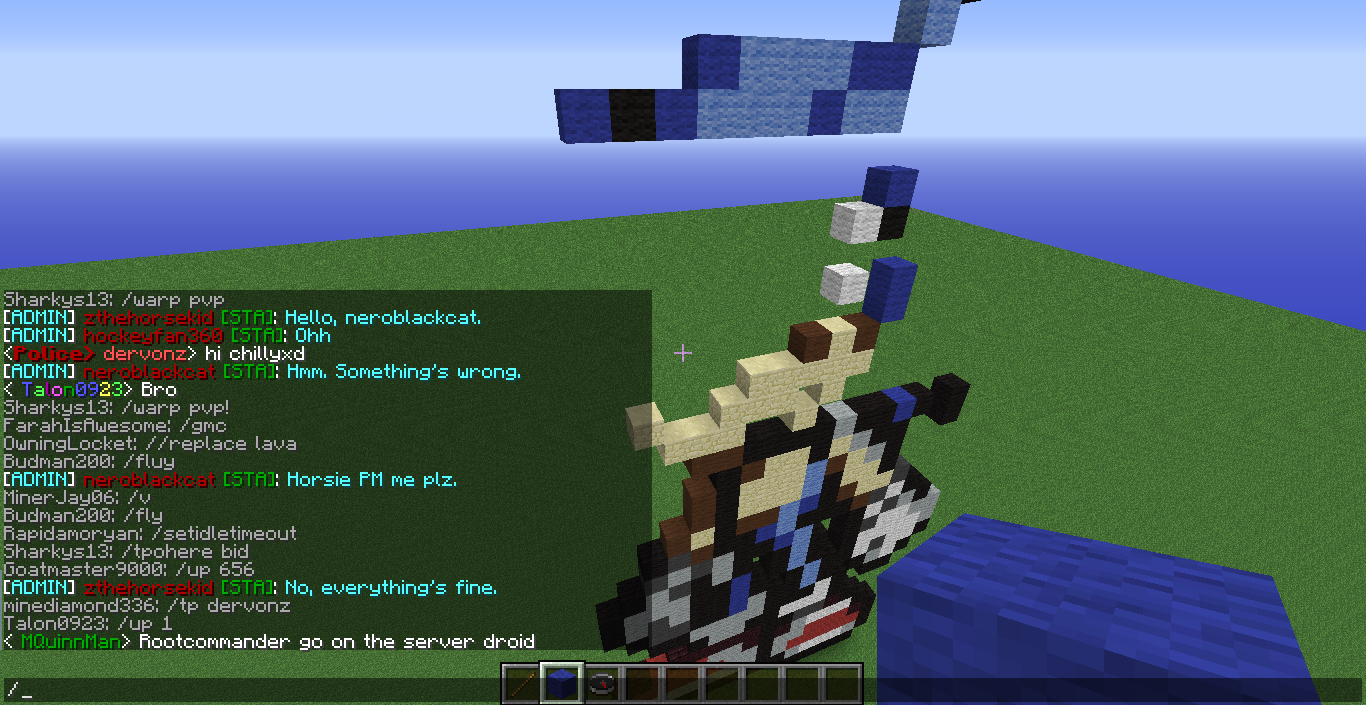 Sharkys13: /warp pvp
[ADMIN] zthehorsekid [STA]: Hello, neroblackcat.
[ADMIN] hockeyfan360 [STA]: Ohh
<Police> dervonz> hi chillyxd
[ADMIN] neroblackcat [STA]: Hmm. Something's wrong.
< Talon0923> Bro
Sharkys13: /warp pvp!
FarahIsAwesome: /gmc
OwningLocket: //replace lava
Budman200: /fluy
[ADMIN] neroblackcat [STA]: Horsie PM me plz.
MinerJay06: /v
Budman200: /fly
Rapidamoryan: /setidletimeout
Sharkys13: /tpohere bid
Goatmaster9000: /up 656
[ADMIN] zthehorsekid [STA]: No, everything's fine.
minediamond336: /tp dervonz
Talon0923: /up 1
< MQuinnMan> Rootcommander go on the server droid
/_